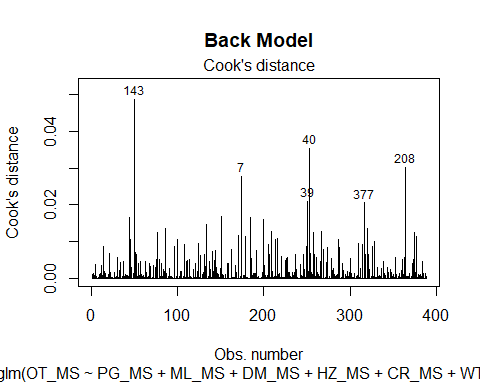 Back Model
Cook's distance
143
40
208
7
39
377
Cook's distance
0.04
0.02
0.00
0 100 200 300 400
Obs. number
glm(OT_MS ~ PG_MS + ML_MS + DM_MS + HZ_MS + CR_MS + WT